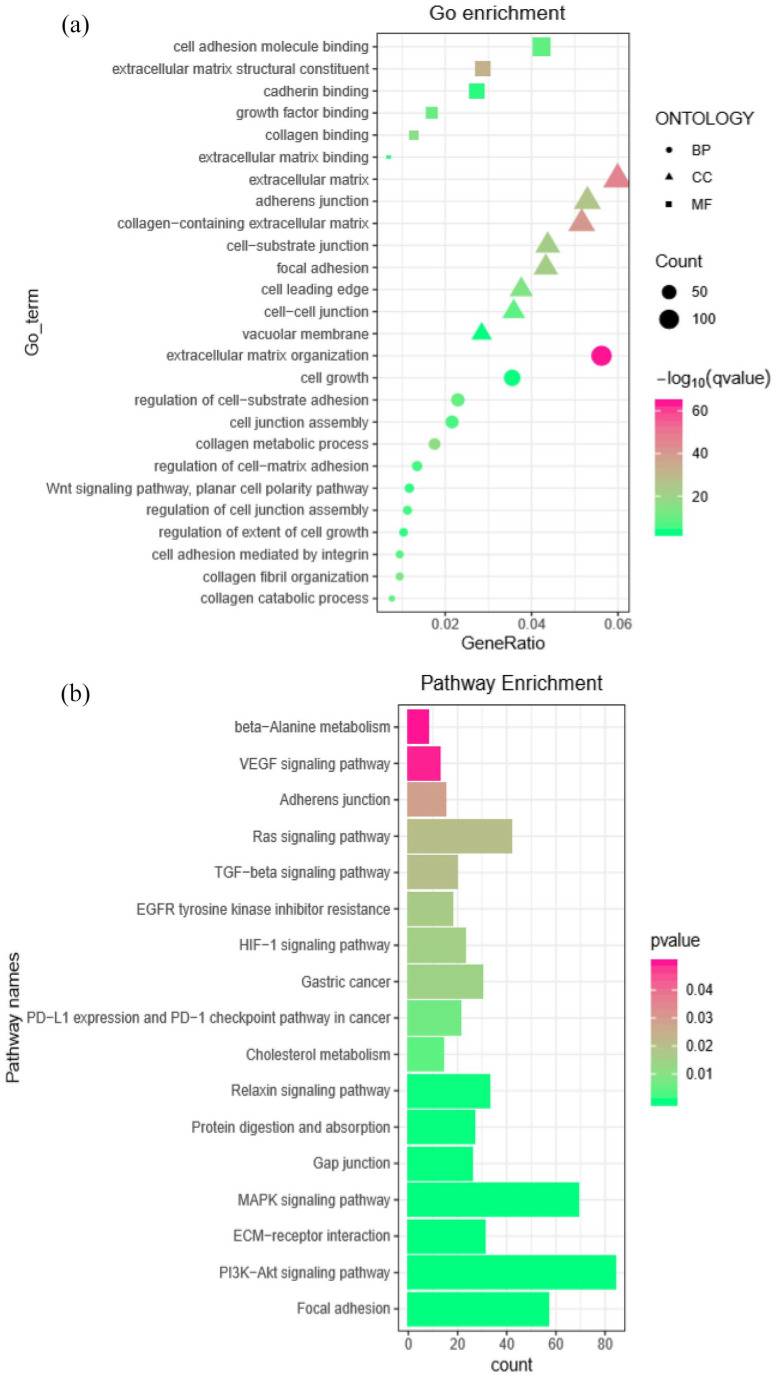 (a)
Go enrichment
cell adhesion molecule binding
extracellular matrix structural constituent
cadherin binding
growth factor binding
collagen binding
extracellular matrix binding
extracellular matrix
adherens junction
collagen−containing extracellular matrix
cell−substrate junction
focal adhesion
cell leading edge
cell−cell junction
vacuolar membrane
extracellular matrix organization
cell growth
regulation of cell−substrate adhesion
cell junction assembly
collagen metabolic process
regulation of cell−matrix adhesion
Wnt signaling pathway, planar cell polarity pathway
regulation of cell junction assembly
regulation of extent of cell growth
cell adhesion mediated by integrin
collagen fibril organization
collagen catabolic process
Go_term
0.02 0.04 0.06
GeneRatio
ONTOLOGY
BP
CC
MF
Count
50
100
−log10(qvalue)
60
40
20
(b)
Pathway Enrichment
beta−Alanine metabolism
VEGF signaling pathway
Adherens junction
Ras signaling pathway
TGF−beta signaling pathway
EGFR tyrosine kinase inhibitor resistance
HIF−1 signaling pathway
Gastric cancer
PD−L1 expression and PD−1 checkpoint pathway in cancer
Cholesterol metabolism
Relaxin signaling pathway
Protein digestion and absorption
Gap junction
MAPK signaling pathway
ECM−receptor interaction
PI3K−Akt signaling pathway
Focal adhesion
Pathway names
0 20 40 60 80
count
pvalue
0.04
0.03
0.02
0.01